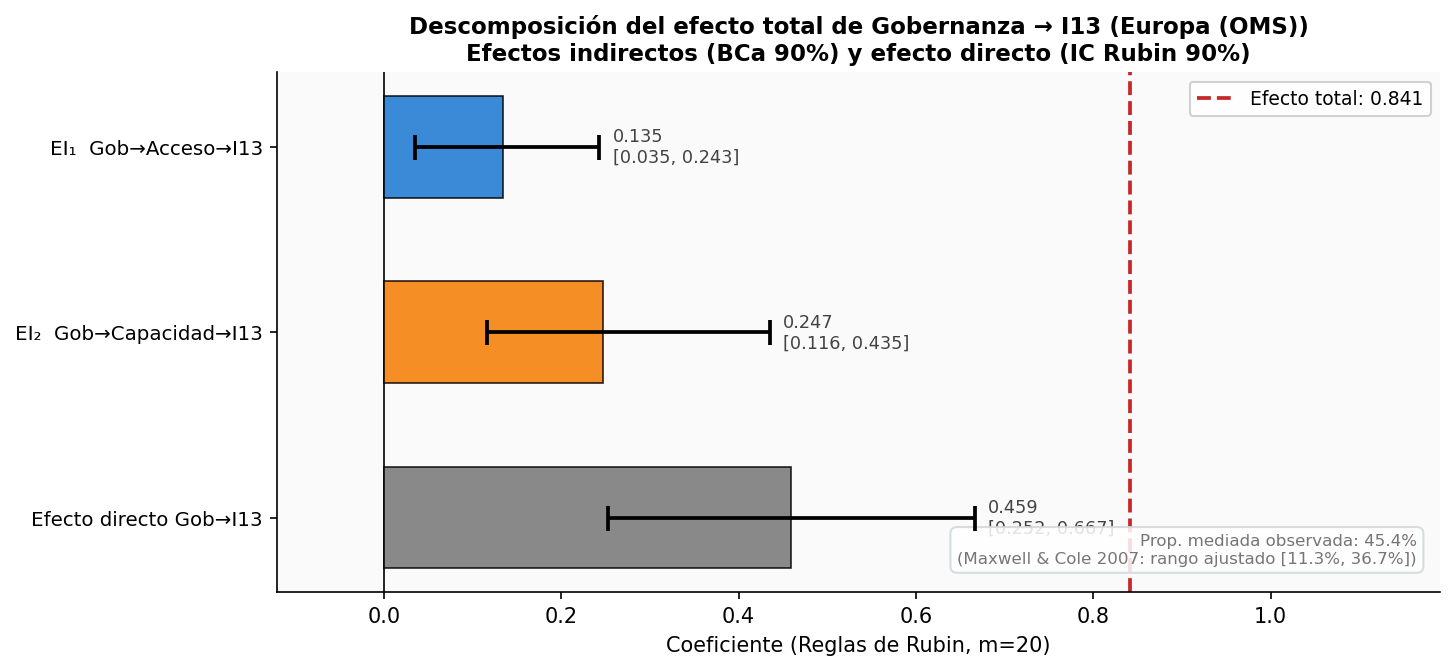 Descomposición del efecto total de Gobernanza → I13 (Europa (OMS))
Efectos indirectos (BCa 90%) y efecto directo (IC Rubin 90%)
Efecto total: 0.841
EI₁ Gob→Acceso→I13
0.135
[0.035, 0.243]
EI₂ Gob→Capacidad→I13
0.247
[0.116, 0.435]
Efecto directo Gob→I13
0.459
[0.252, 0.667]
Prop. mediada observada: 45.4%
(Maxwell & Cole 2007: rango ajustado [11.3%, 36.7%])
0.0 0.2 0.4 0.6 0.8 1.0
Coeficiente (Reglas de Rubin, m=20)